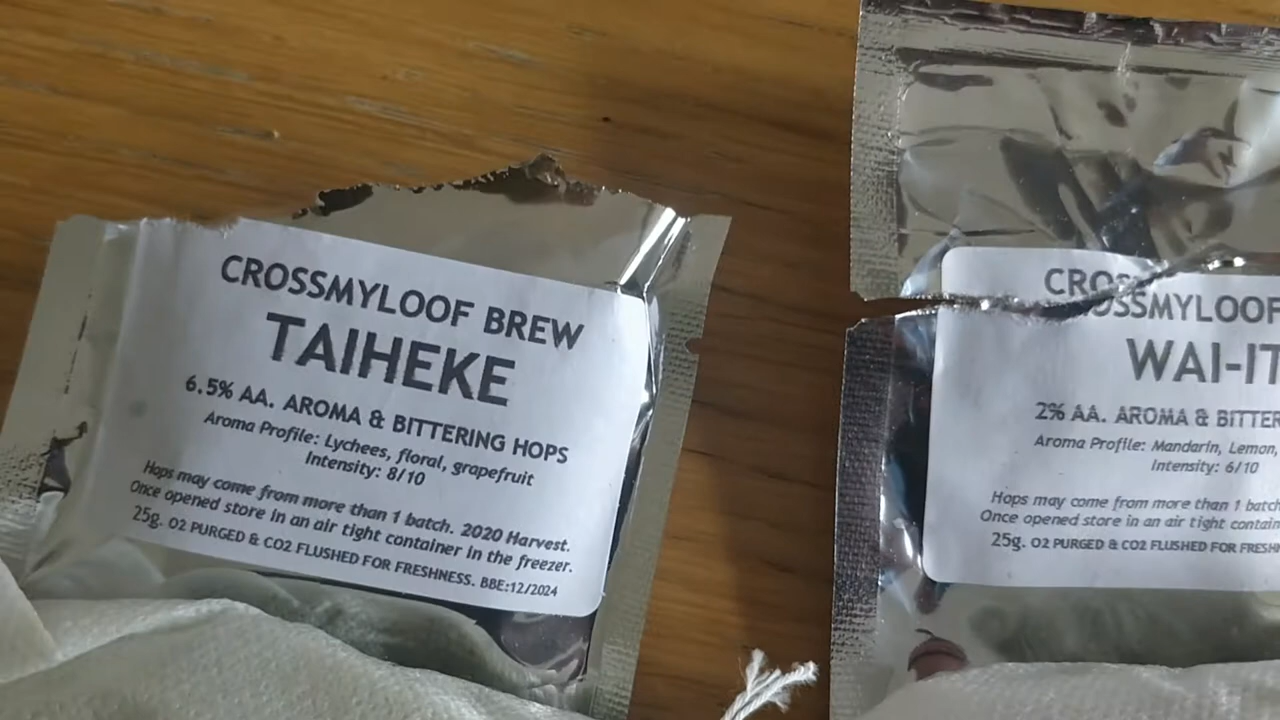 CROSSMYLOOF BREW
TAIHEKE
6.5% AA. AROMA & BITTERING HOPS
Aroma Profile: Lychees, floral, grapefruit
Intensity: 8/10
Hops may come from more than 1 batch. 2020 Harvest.
Once opened store in an air tight container in the freezer.
25g. O2 PURGED & CO2 FLUSHED FOR FRESHNESS. BBE:12/2024
CROSSMYLOOF
WAI-IT
2% AA. AROMA & BITTER
Aroma Profile: Mandarin, Lemon,
Intensity: 6/10
Hops may come from more than 1 batch
Once opened store in an air tight contain
25g. O2 PURGED & CO2 FLUSHED FOR FRESH